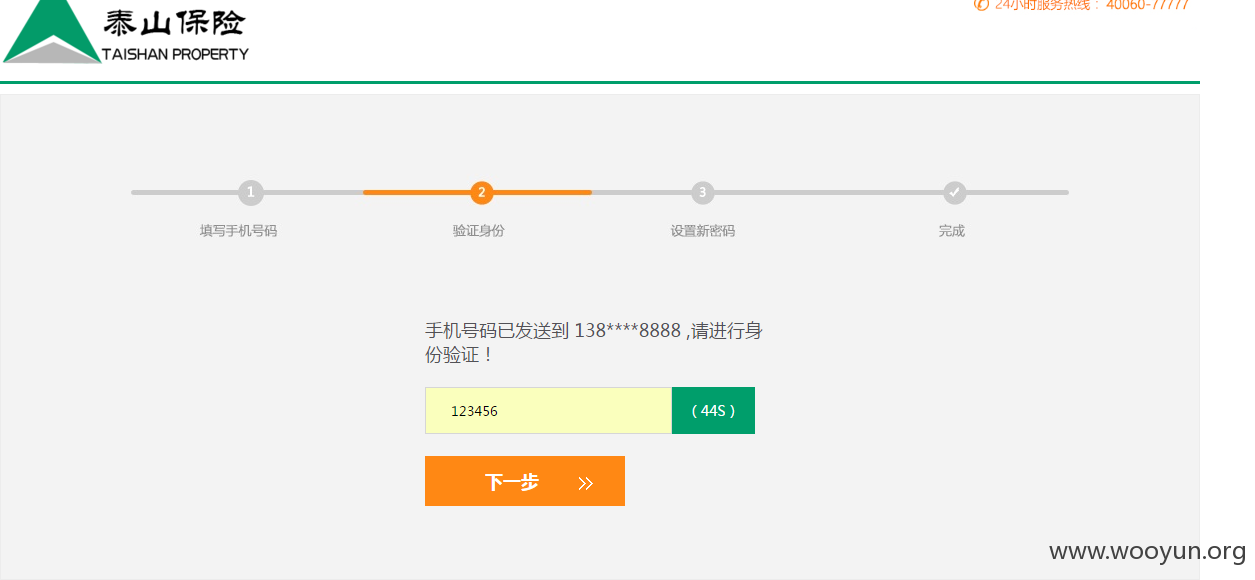 泰山保险
TAISHAN PROPERTY
24小时服务热线： 40060-77777
1
2
3
填写手机号码
验证身份
设置新密码
完成
手机号码已发送到 138****8888 ,请进行身
份验证！
123456
( 44S )
下一步
www.wooyun.org